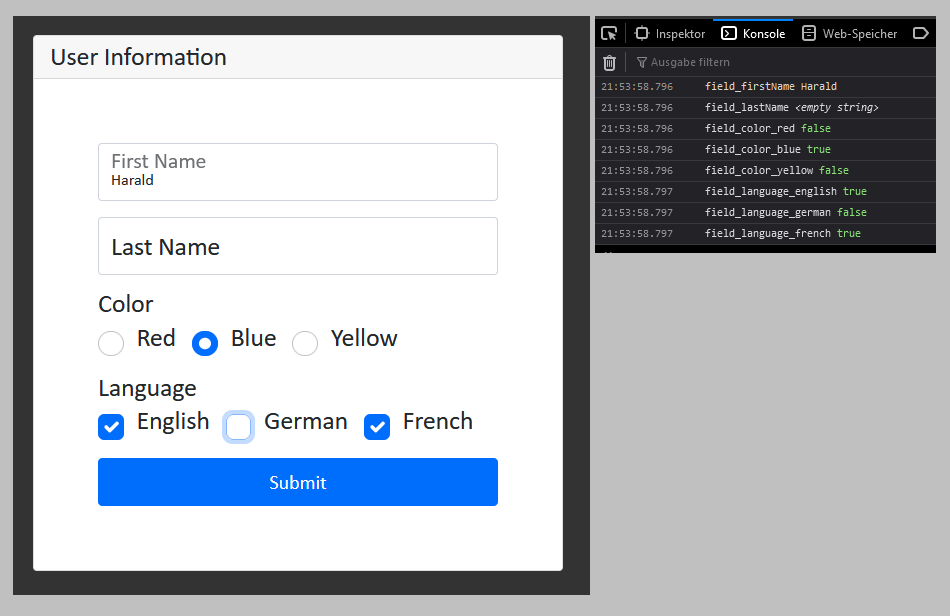 User Information
First Name
Harald
Last Name
Color
Red Blue Yellow
Language
English German French
Submit
Inspektor Konsole Web-Speicher
Ausgabe filtern
21:53:58.796 field_firstName Harald
21:53:58.796 field_lastName <empty string>
21:53:58.796 field_color_red false
21:53:58.796 field_color_blue true
21:53:58.796 field_color_yellow false
21:53:58.797 field_language_english true
21:53:58.797 field_language_german false
21:53:58.797 field_language_french true